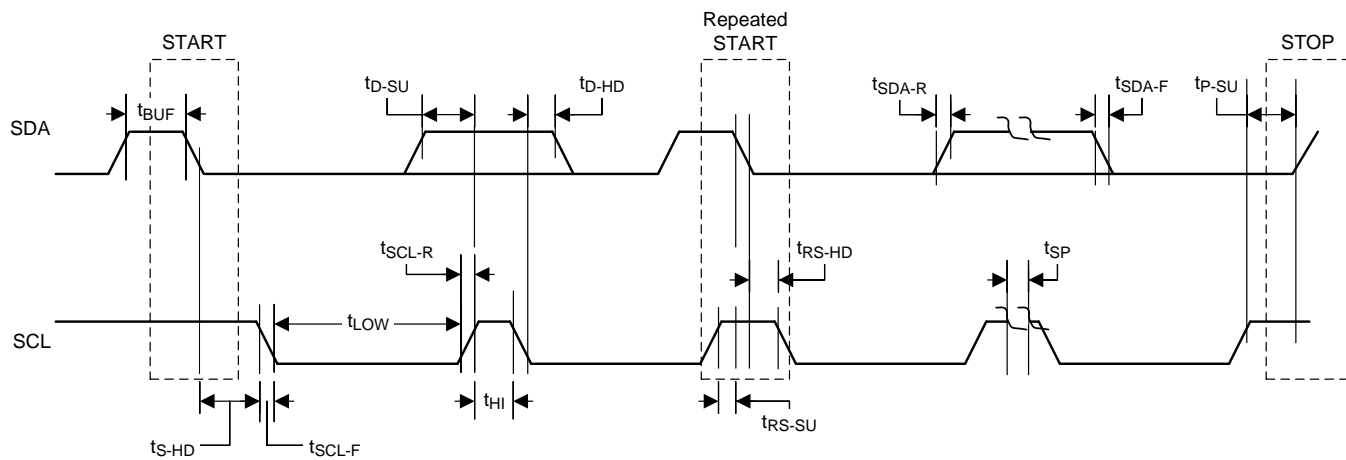 Repeated
START
START
STOP
tD-SU
tD-HD
tSDA-R
tSDA-F
tP-SU
tBUF
SDA
tSCL-R
tRS-HD
tSP
tLOW
SCL
tHI
tRS-SU
tS-HD
tSCL-F